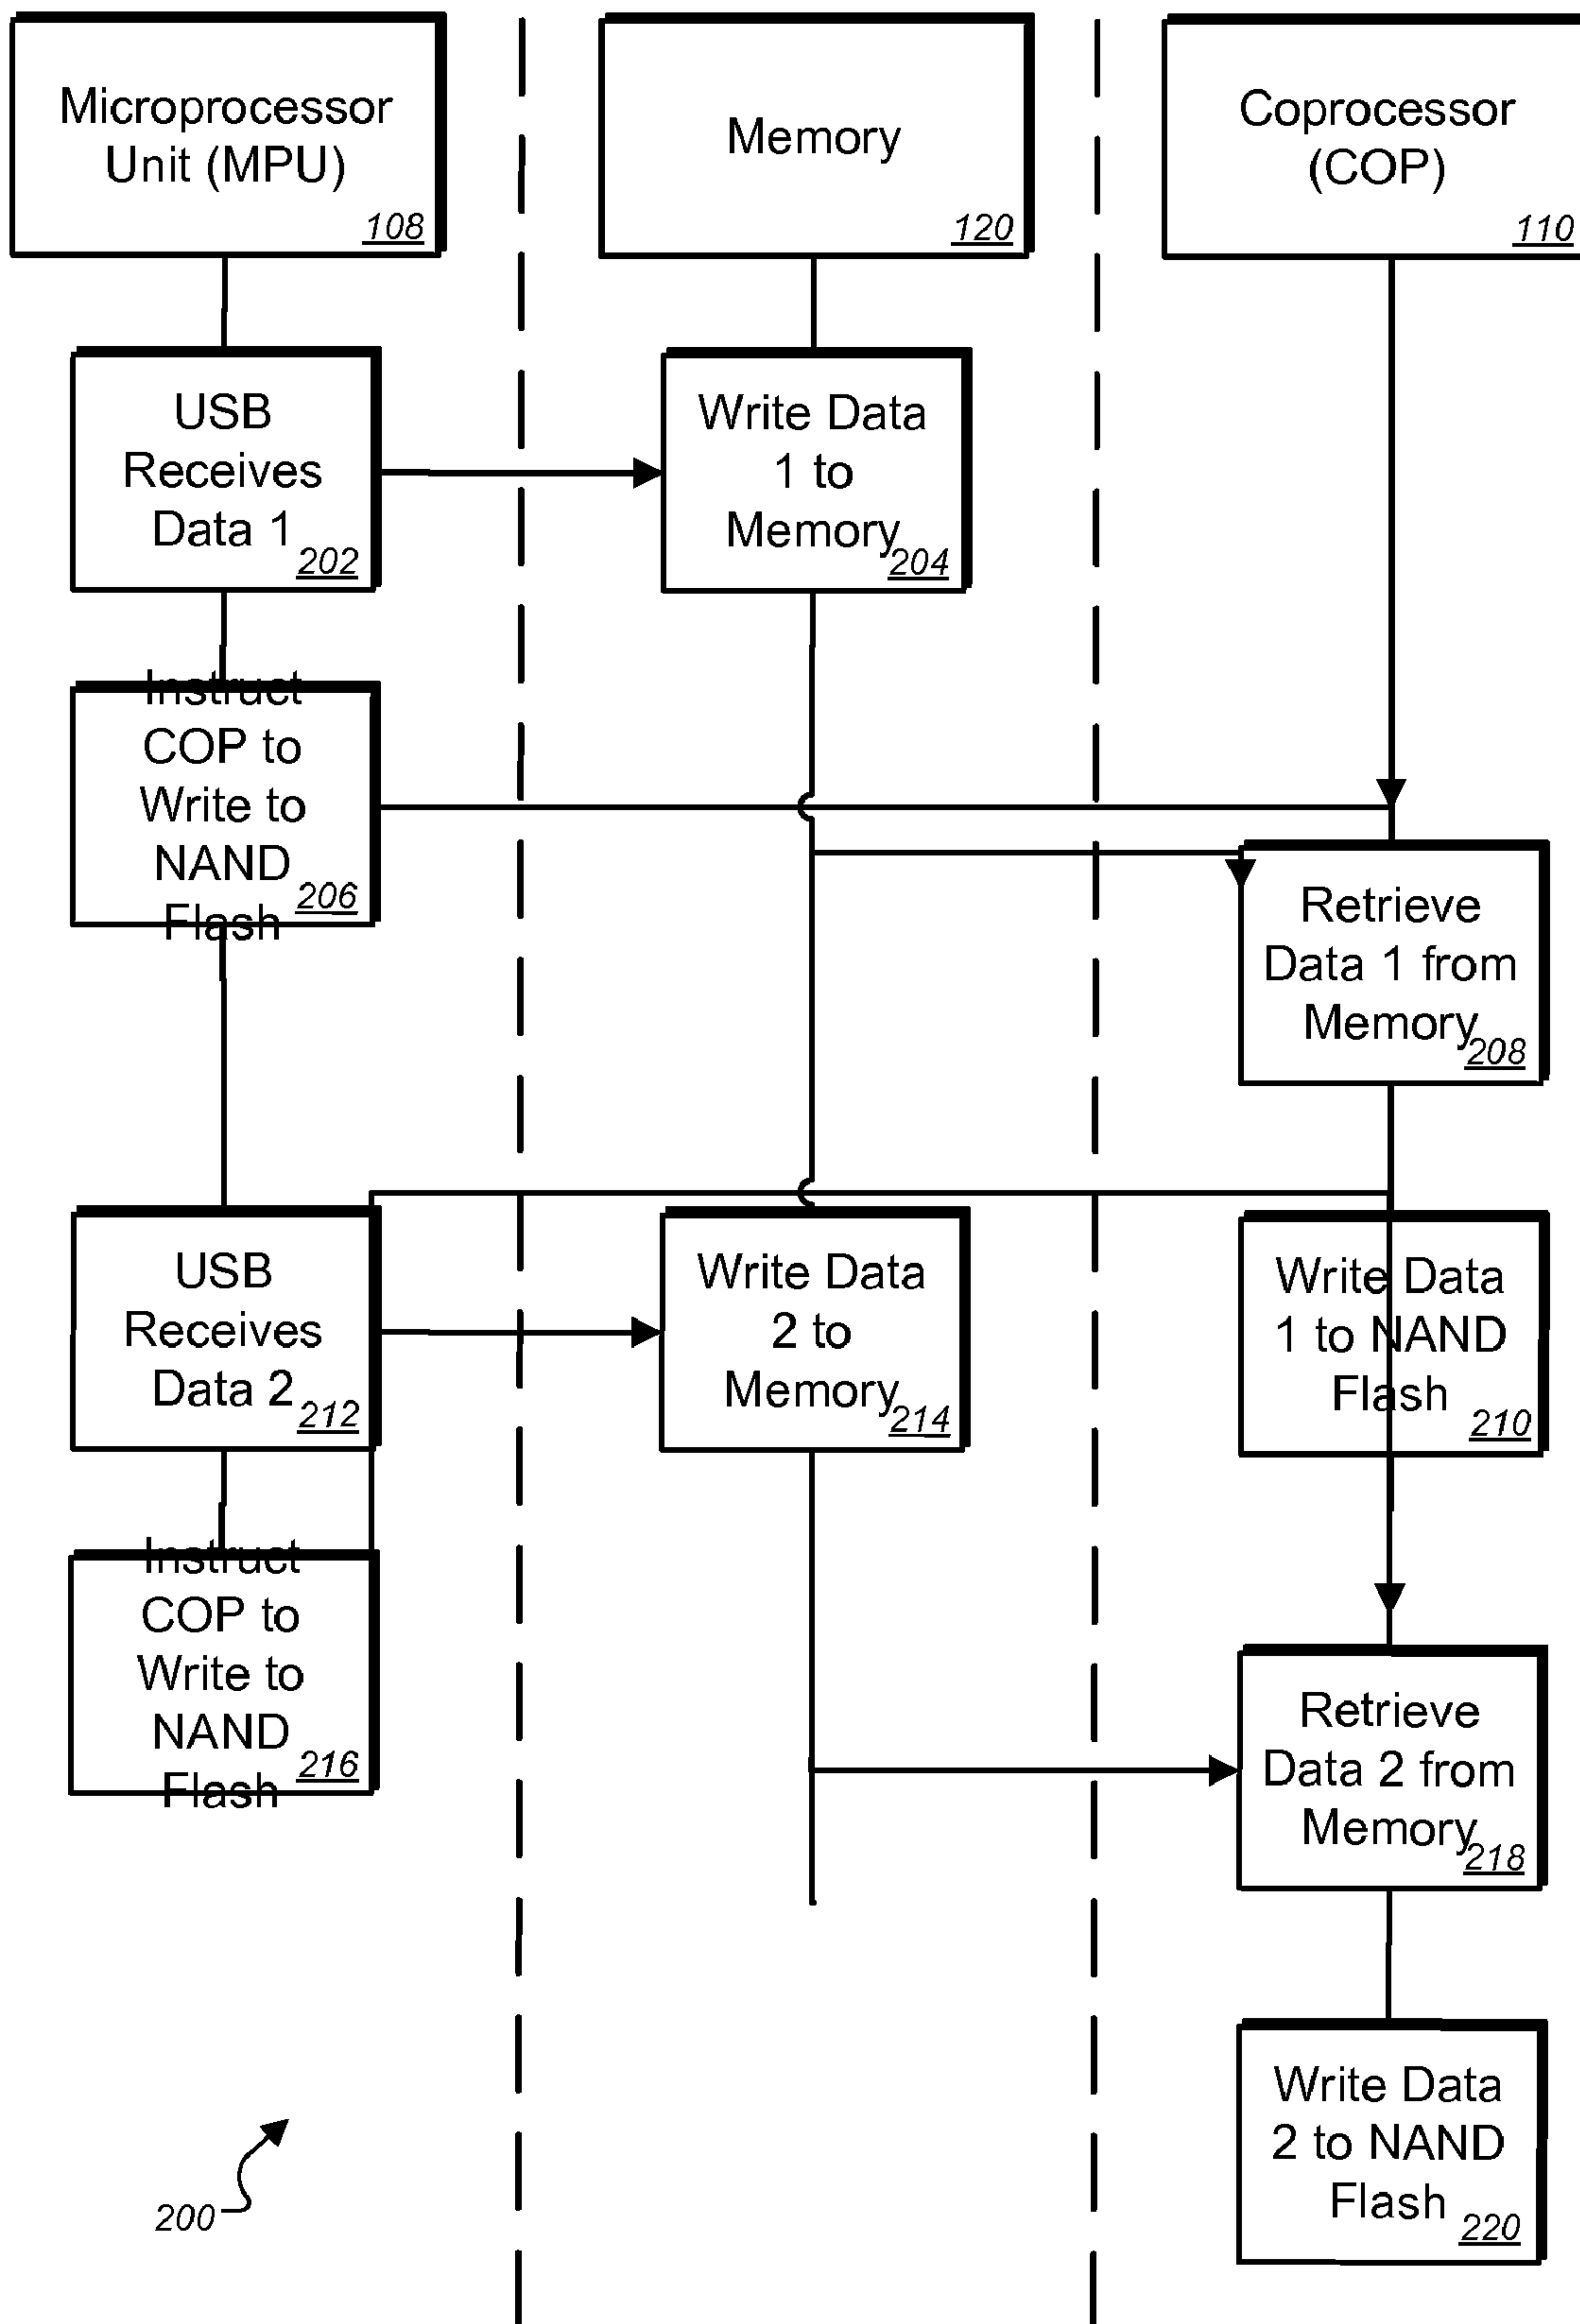 Microprocessor
Unit (MPU)
108
Memory
120
Coprocessor
(COP)
110
USB
Receives
Data 1
202
Write Data
1 to
Memory
204
Instruct
COP to
Write to
NAND
Flash
206
Retrieve
Data 1 from
Memory
208
USB
Receives
Data 2
212
Write Data
2 to
Memory
214
Write Data
1 to NAND
Flash
210
Instruct
COP to
Write to
NAND
Flash
216
Retrieve
Data 2 from
Memory
218
Write Data
2 to NAND
Flash
220
200